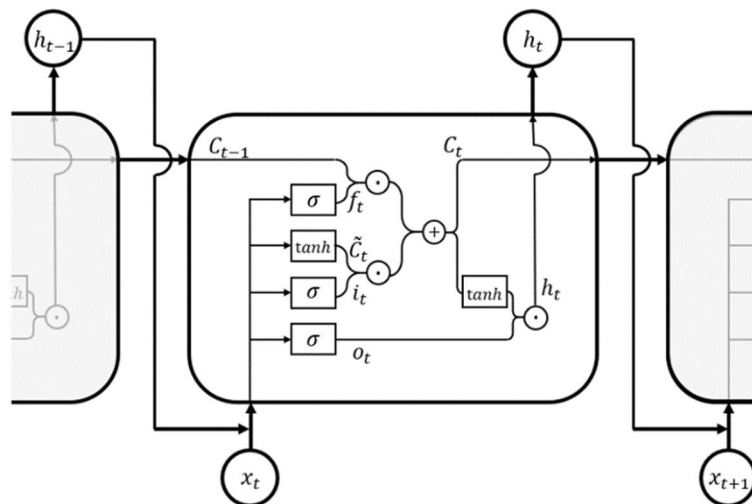 h_{t-1}
h_t
C_{t-1}
C_t
σ
f_t
tanh
C̃_t
σ
i_t
tanh
h_t
σ
o_t
x_t
x_{t+1}